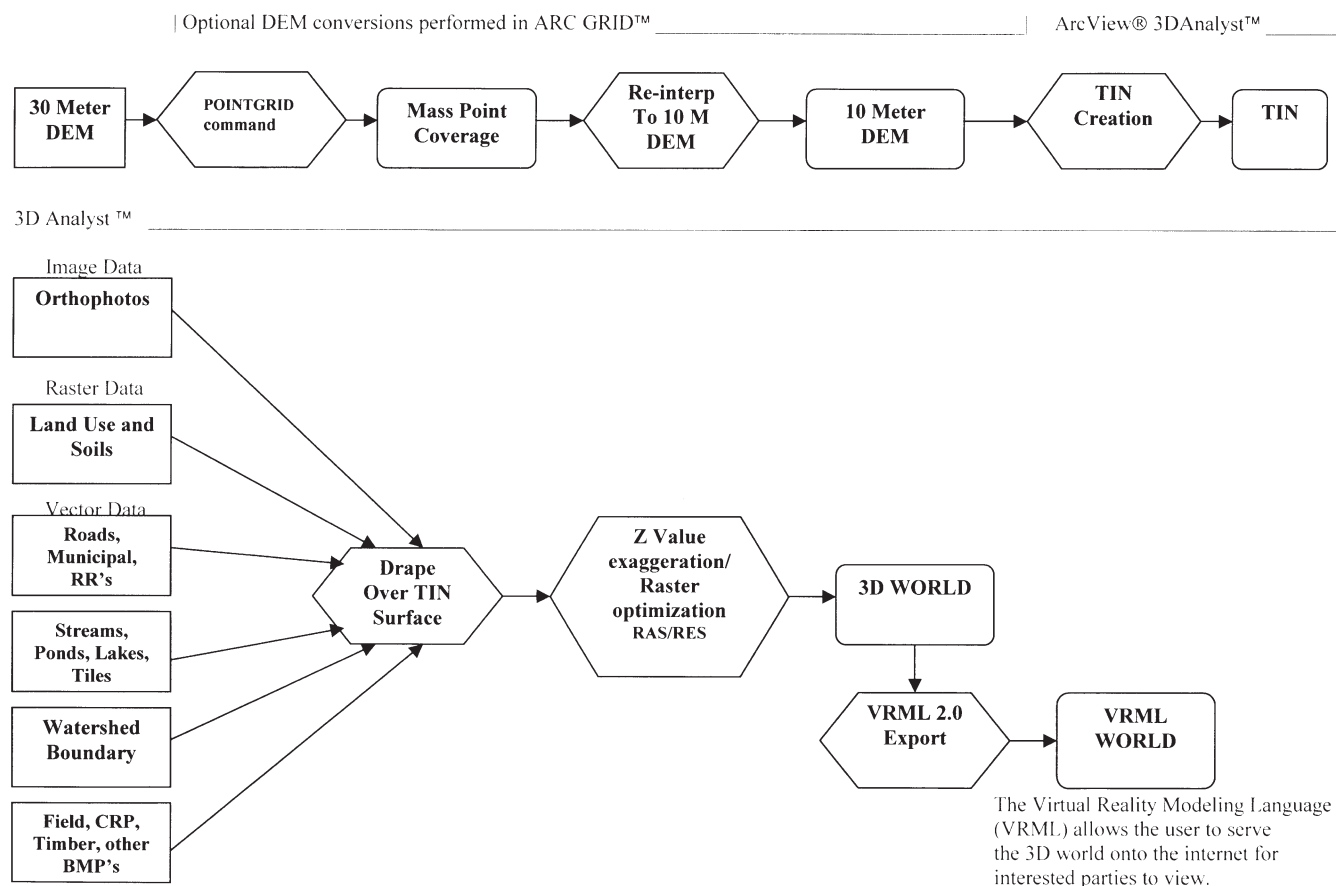 Optional DEM conversions performed in ARC GRID™
ArcView® 3DAnalyst™
30 Meter
DEM
POINTGRID
command
Mass Point
Coverage
Re-interp
To 10 M
DEM
10 Meter
DEM
TIN
Creation
TIN
3D Analyst ™
Image Data
Orthophotos
Raster Data
Land Use and
Soils
Vector Data
Roads,
Municipal,
RR's
Streams,
Ponds, Lakes,
Tiles
Watershed
Boundary
Field, CRP,
Timber, other
BMP's
Drape
Over TIN
Surface
Z Value
exaggeration/
Raster
optimization
RAS/RES
3D WORLD
VRML 2.0
Export
VRML
WORLD
The Virtual Reality Modeling Language
(VRML) allows the user to serve
the 3D world onto the internet for
interested parties to view.